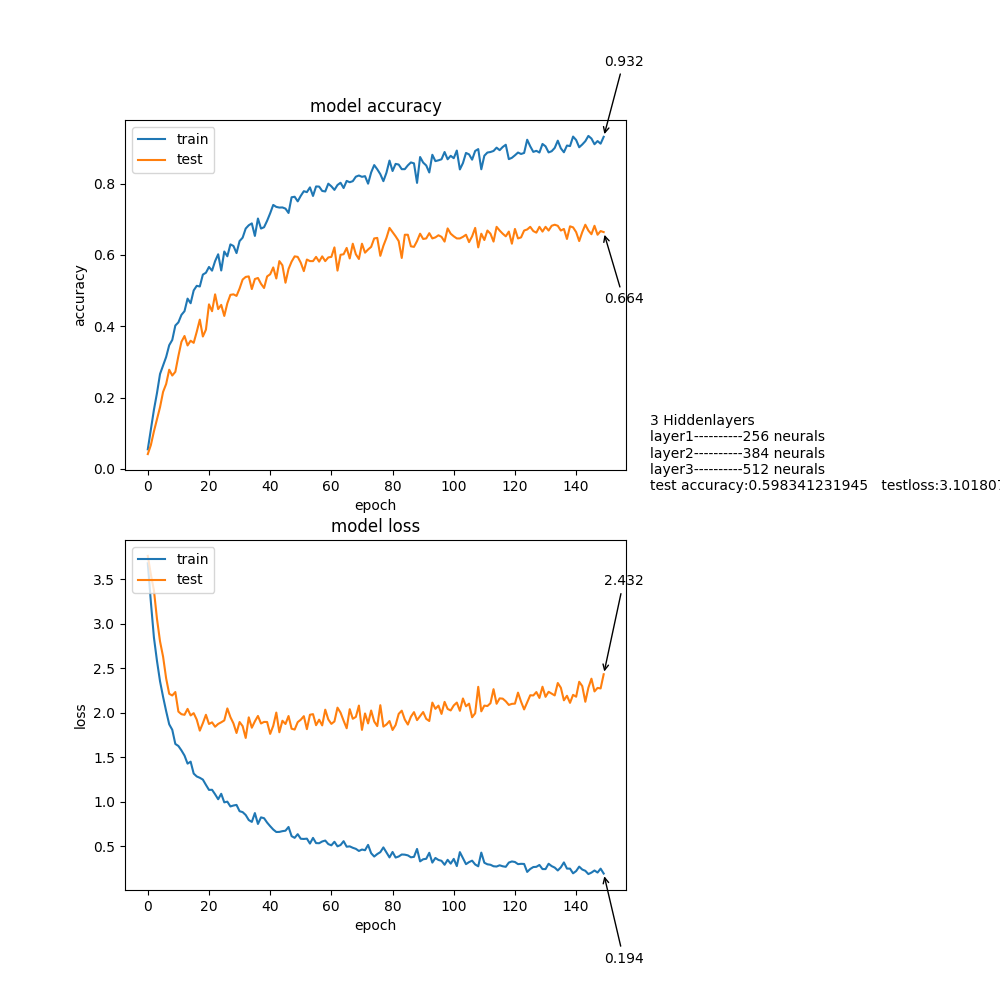 0.932
model accuracy
train
test
0.8
0.6
0.4
0.2
0.0
accuracy
0.664
0 20 40 60 80 100 120 140
epoch
3 Hiddenlayers
layer1----------256 neurals
layer2----------384 neurals
layer3----------512 neurals
test accuracy:0.598341231945 testloss:3.101807
model loss
train
test
3.5
3.0
2.5
2.0
1.5
1.0
0.5
loss
2.432
0 20 40 60 80 100 120 140
epoch
0.194